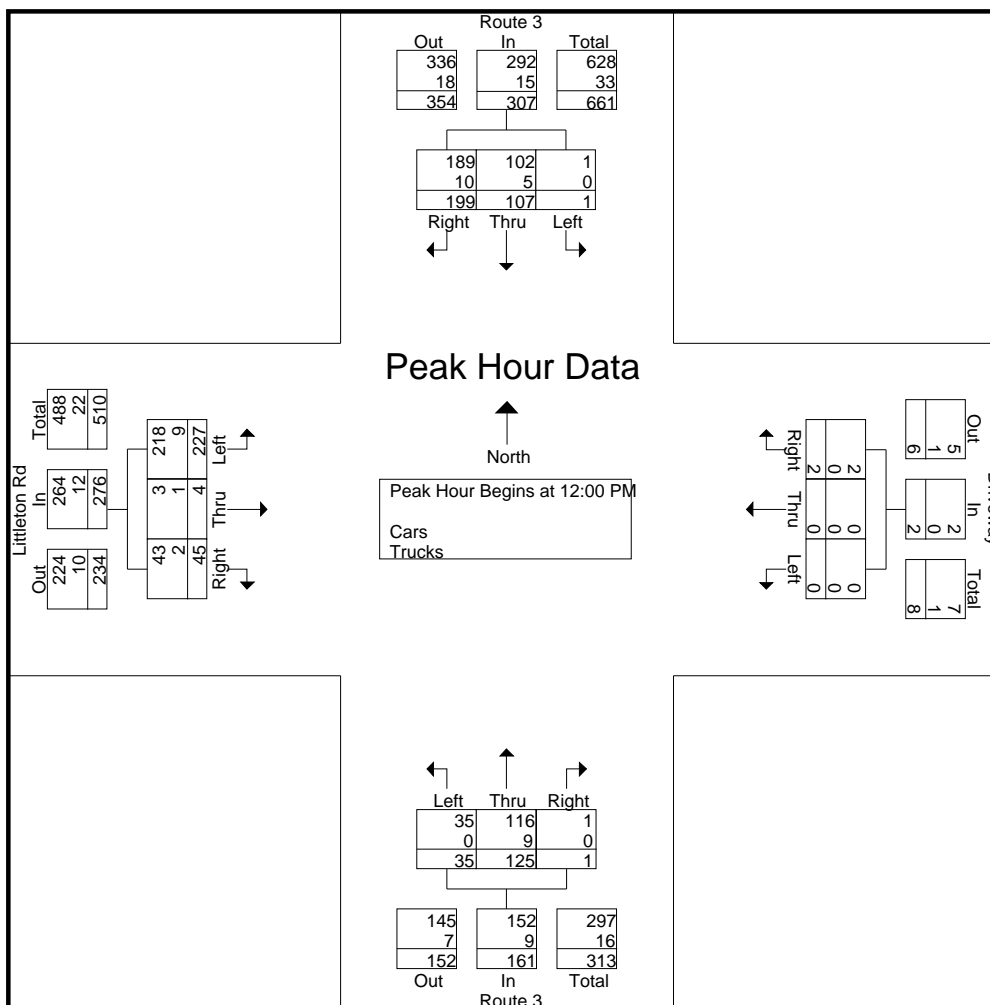 Route 3
Out In Total
336 292 628
18 15 33
354 307 661
189 102 1
10 5 0
199 107 1
Right Thru Left
Peak Hour Data
North
Peak Hour Begins at 12:00 PM
Cars
Trucks
Littleton Rd
Out In Total
224 264 488
10 12 22
234 276 510
43 3 218
2 1 9
45 4 227
Right Thru Left
Out In Total
5 2 7
1 0 1
6 2 8
2 0 0
0 0 0
2 0 0
Right Thru Left
Left Thru Right
35 116 1
0 9 0
35 125 1
145 152 297
7 9 16
152 161 313
Out In Total
Route 3